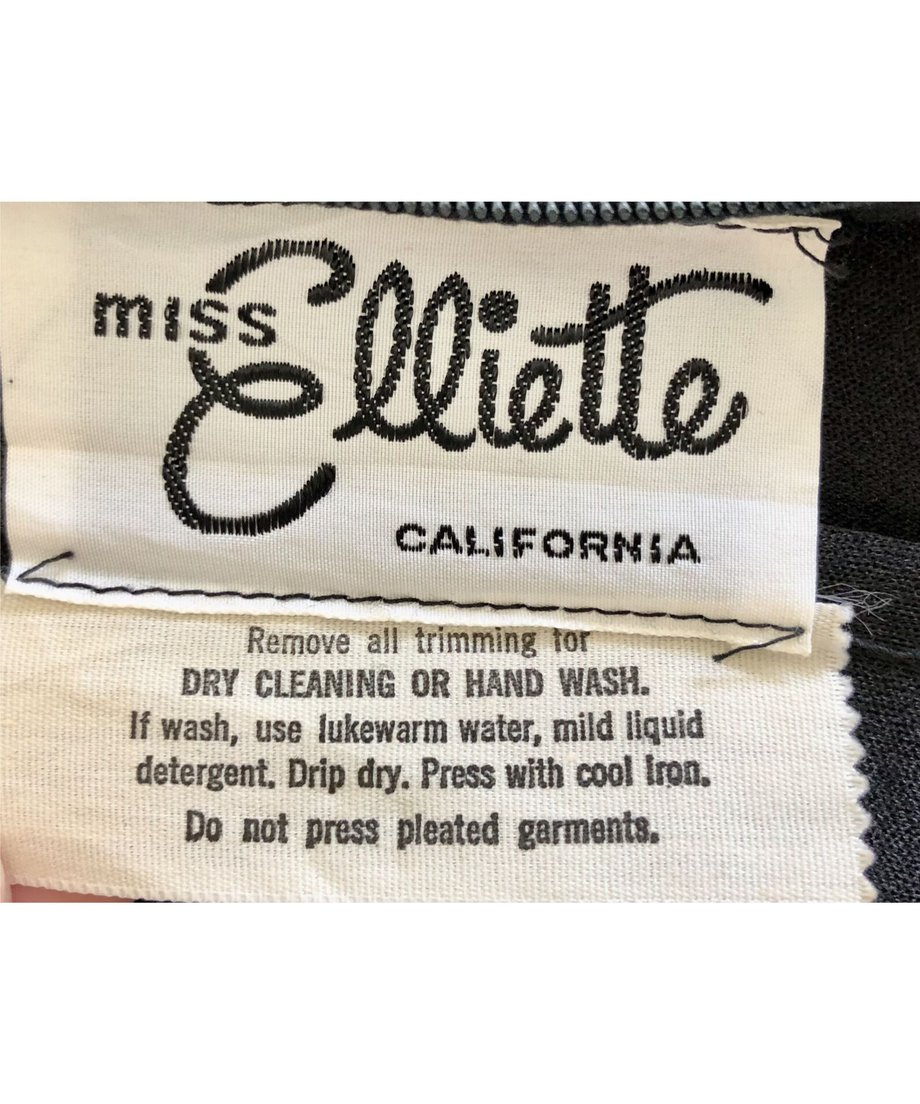 miss Elliette
CALIFORNIA
Remove all trimming for
DRY CLEANING OR HAND WASH.
If wash, use lukewarm water, mild liquid
detergent. Drip dry. Press with cool Iron.
Do not press pleated garments.